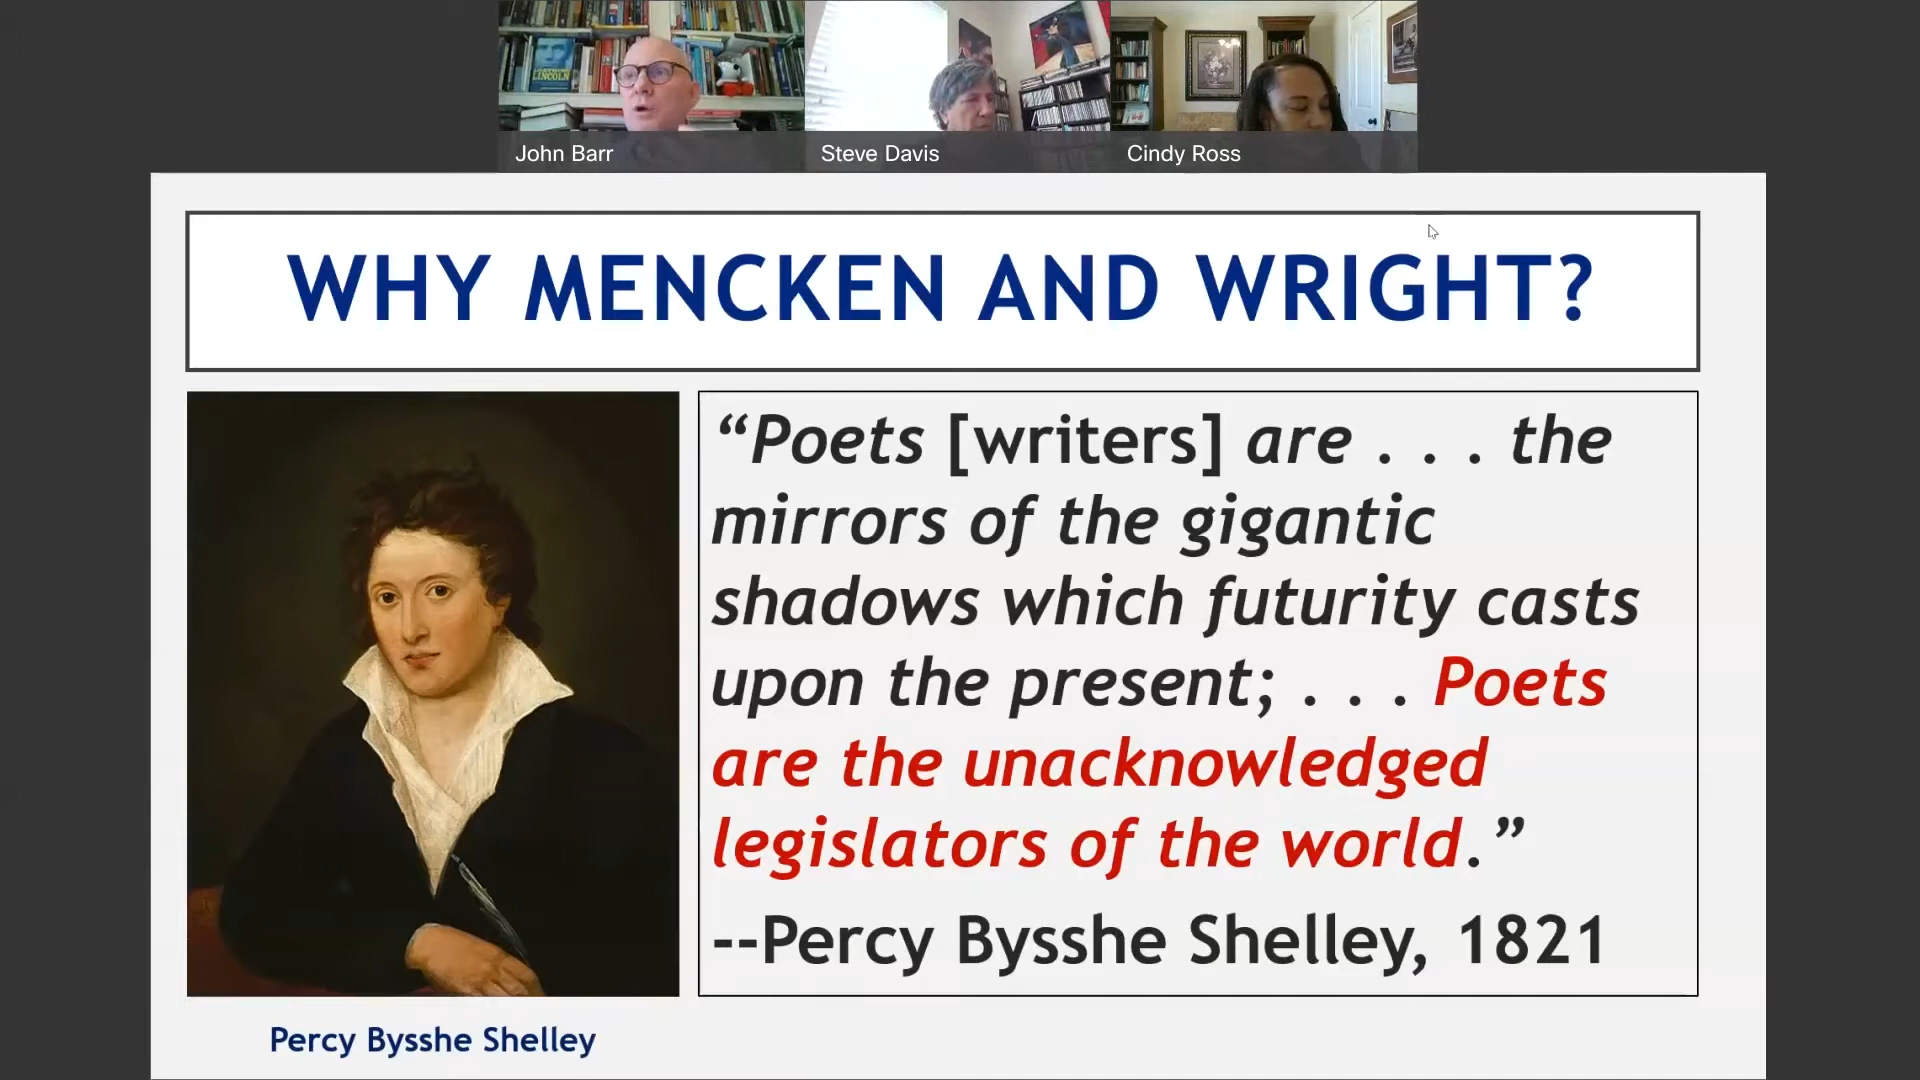 LINCOLN
John Barr
Steve Davis
Cindy Ross
WHY MENCKEN AND WRIGHT?
“Poets [writers] are . . . the
mirrors of the gigantic
shadows which futurity casts
upon the present; . . . Poets
are the unacknowledged
legislators of the world.”
--Percy Bysshe Shelley, 1821
Percy Bysshe Shelley